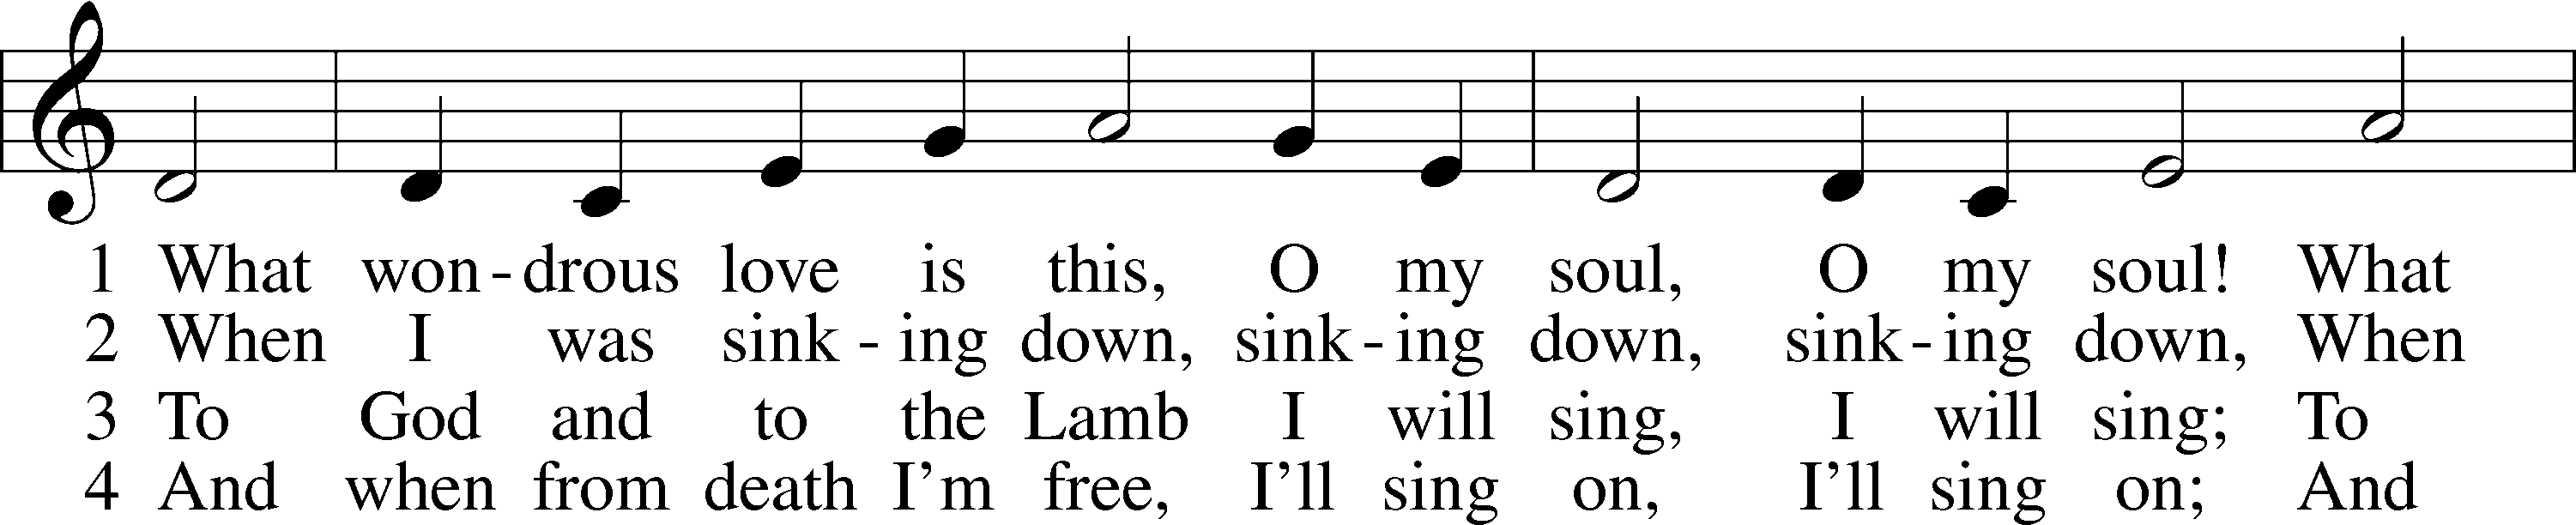 1 What won - drous love is this, O my soul, O my soul! What
2 When I was sink - ing down, sink - ing down, sink - ing down, When
3 To God and to the Lamb I will sing, I will sing; To
4 And when from death I'm free, I'll sing on, I'll sing on; And